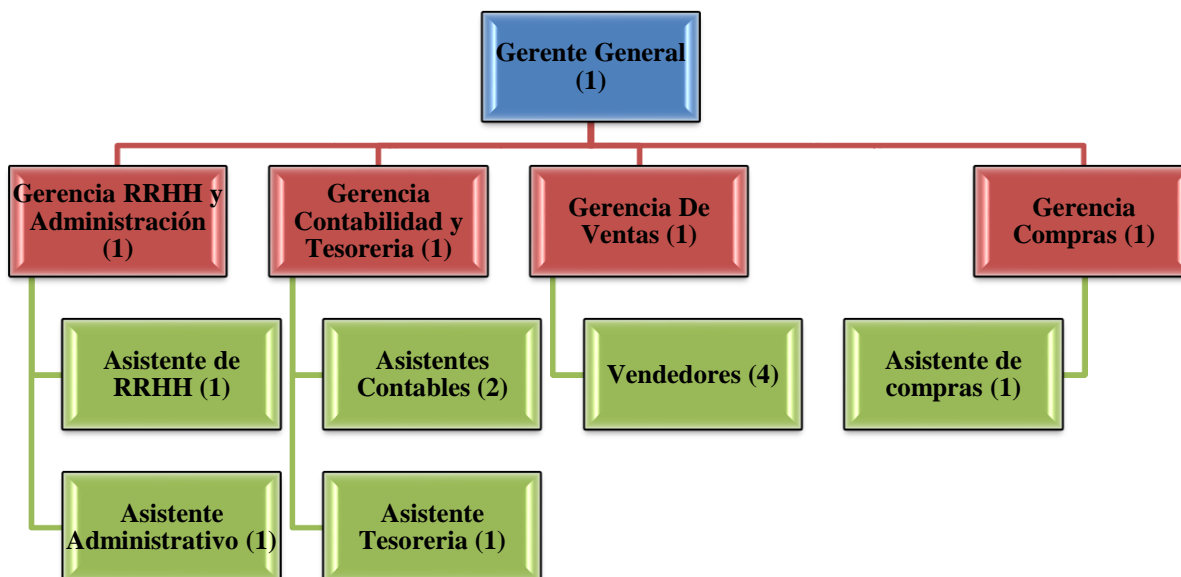 Gerente General
(1)
Gerencia RRHH y
Administración
(1)
Gerencia
Contabilidad y
Tesoreria (1)
Gerencia De
Ventas (1)
Gerencia
Compras (1)
Asistente de
RRHH (1)
Asistentes
Contables (2)
Vendedores (4)
Asistente de
compras (1)
Asistente
Administrativo (1)
Asistente
Tesoreria (1)